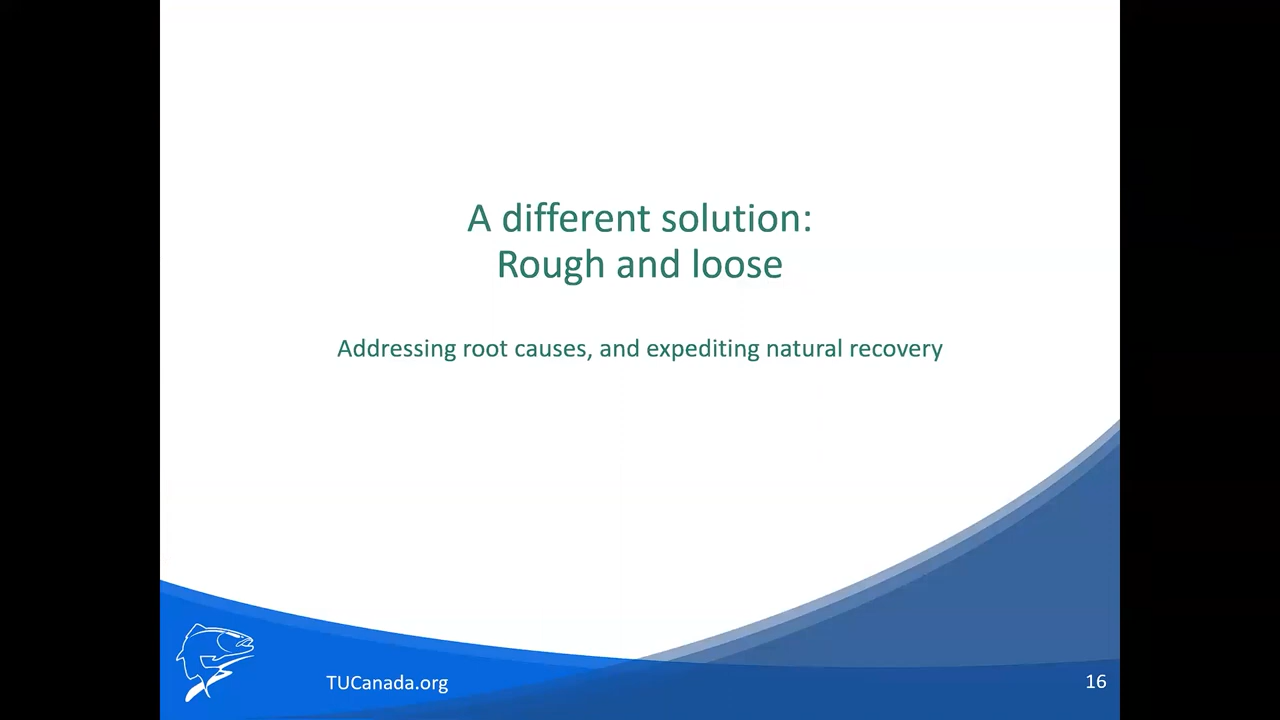 A different solution:
Rough and loose
Addressing root causes, and expediting natural recovery
TUCanada.org
16